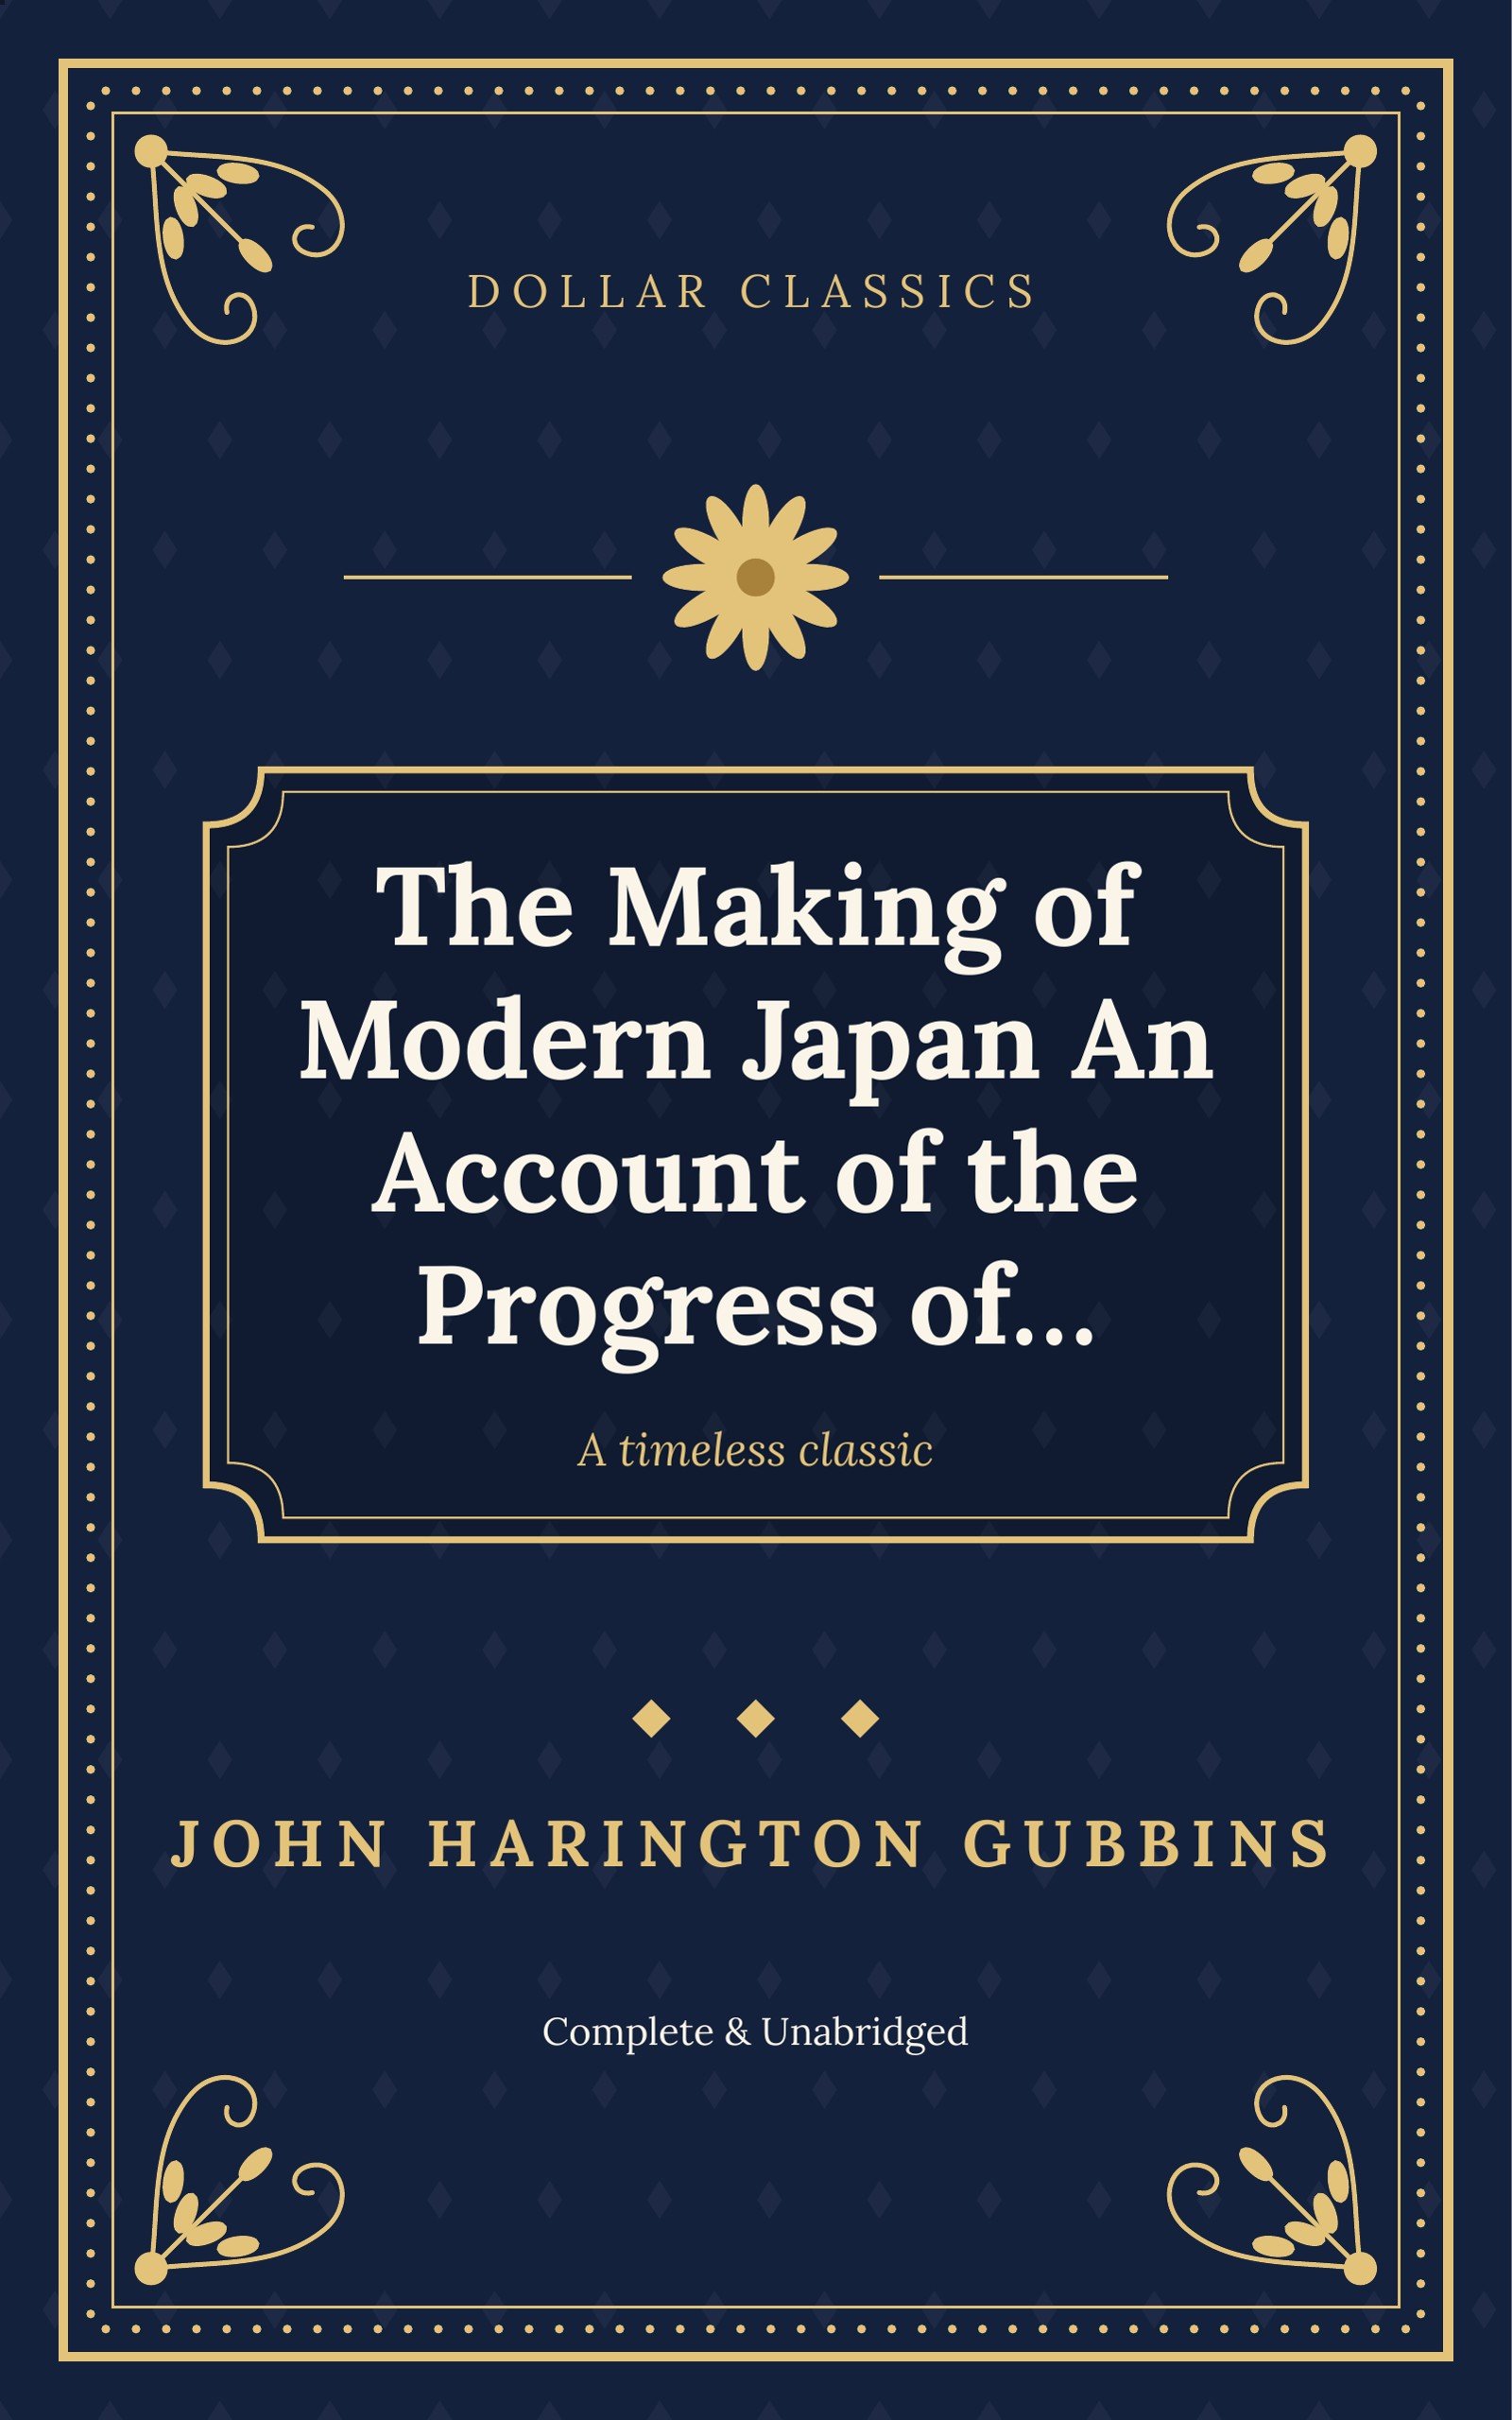 DOLLAR CLASSICS
The Making of
Modern Japan An
Account of the
Progress of...
A timeless classic
JOHN HARINGTON GUBBINS
Complete & Unabridged